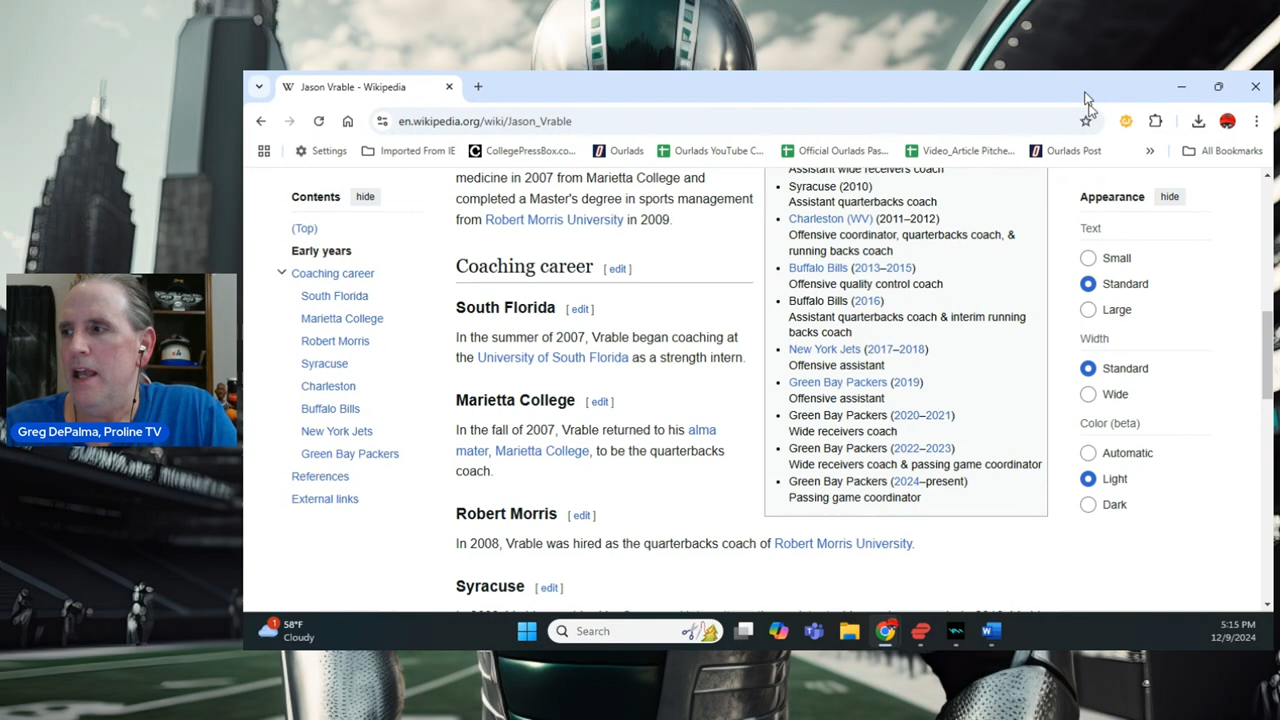 Jason Vrable - Wikipedia
en.wikipedia.org/wiki/Jason_Vrable
Settings
Imported From IE
CollegePressBox.co...
Ourlads
Ourlads YouTube C...
Official Ourlads Pas...
Video_Article Pitche...
Ourlads Post
All Bookmarks
Contents
hide
(Top)
Early years
Coaching career
South Florida
Marietta College
Robert Morris
Syracuse
Charleston
Buffalo Bills
New York Jets
Green Bay Packers
References
External links
medicine in 2007 from Marietta College and
completed a Master's degree in sports management
from Robert Morris University in 2009.
Coaching career [ edit ]
South Florida [ edit ]
In the summer of 2007, Vrable began coaching at
the University of South Florida as a strength intern.
Marietta College [ edit ]
In the fall of 2007, Vrable returned to his alma
mater, Marietta College, to be the quarterbacks
coach.
Robert Morris [ edit ]
In 2008, Vrable was hired as the quarterbacks coach of Robert Morris University.
Syracuse [ edit ]
Assistant wide receivers coach
• Syracuse (2010)
Assistant quarterbacks coach
• Charleston (WV) (2011–2012)
Offensive coordinator, quarterbacks coach, &
running backs coach
• Buffalo Bills (2013–2015)
Offensive quality control coach
• Buffalo Bills (2016)
Assistant quarterbacks coach & interim running
backs coach
• New York Jets (2017–2018)
Offensive assistant
• Green Bay Packers (2019)
Offensive assistant
• Green Bay Packers (2020–2021)
Wide receivers coach
• Green Bay Packers (2022–2023)
Wide receivers coach & passing game coordinator
• Green Bay Packers (2024–present)
Passing game coordinator
Appearance
hide
Text
Small
Standard
Large
Width
Standard
Wide
Color (beta)
Automatic
Light
Dark
Greg DePalma, Proline TV
1
58°F
Cloudy
Search
5:15 PM
12/9/2024